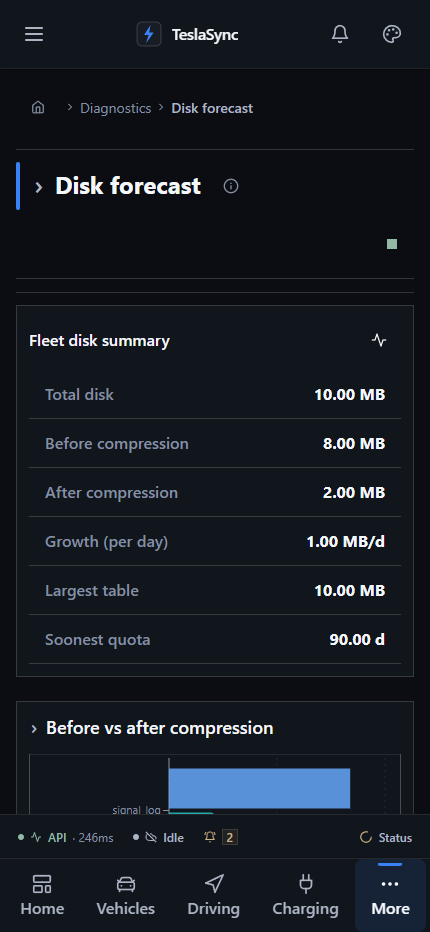 TeslaSync
Diagnostics Disk forecast
Disk forecast
Fleet disk summary
Total disk 10.00 MB
Before compression 8.00 MB
After compression 2.00 MB
Growth (per day) 1.00 MB/d
Largest table 10.00 MB
Soonest quota 90.00 d
Before vs after compression
signal_log
API · 246ms Idle 2 Status
Home Vehicles Driving Charging More